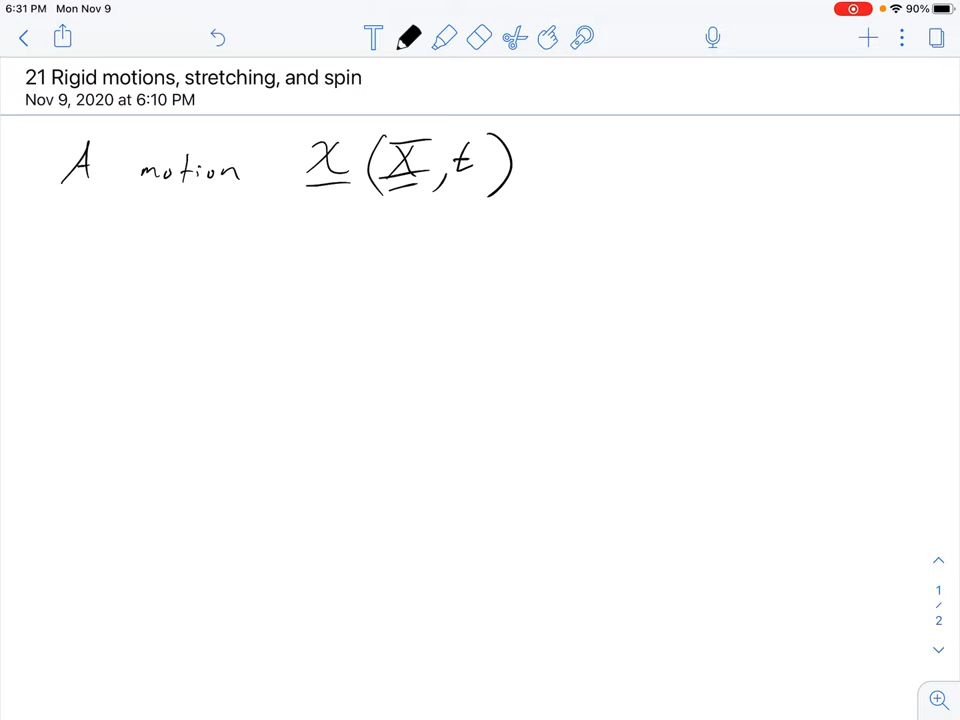 6:31 PM Mon Nov 9 90%
T
21 Rigid motions, stretching, and spin
Nov 9, 2020 at 6:10 PM
A motion χ(X,t)
1
/
2